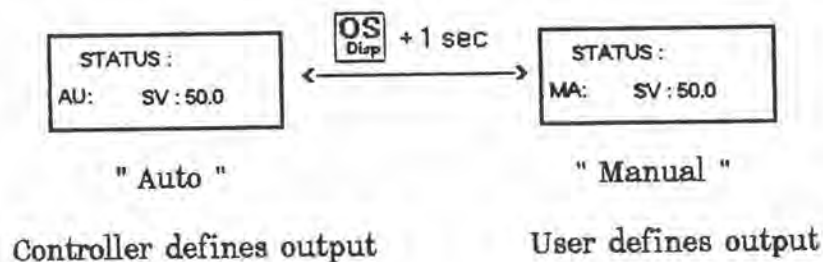 OS
Disp
+ 1 sec
STATUS :
AU: SV : 50.0
STATUS :
MA: SV : 50.0
" Auto "
" Manual "
Controller defines output
User defines output